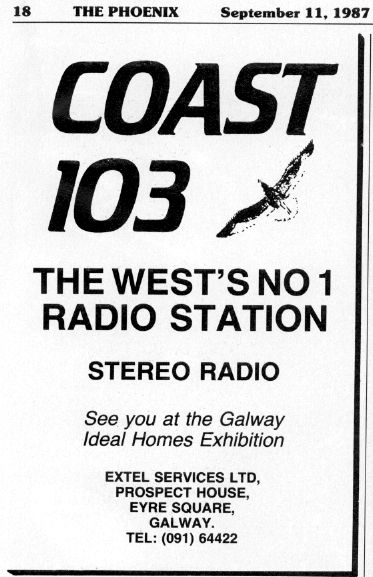 18 THE PHOENIX September 11, 1987
COAST
103
THE WEST'S NO 1
RADIO STATION
STEREO RADIO
See you at the Galway
Ideal Homes Exhibition
EXTEL SERVICES LTD,
PROSPECT HOUSE,
EYRE SQUARE,
GALWAY.
TEL: (091) 64422